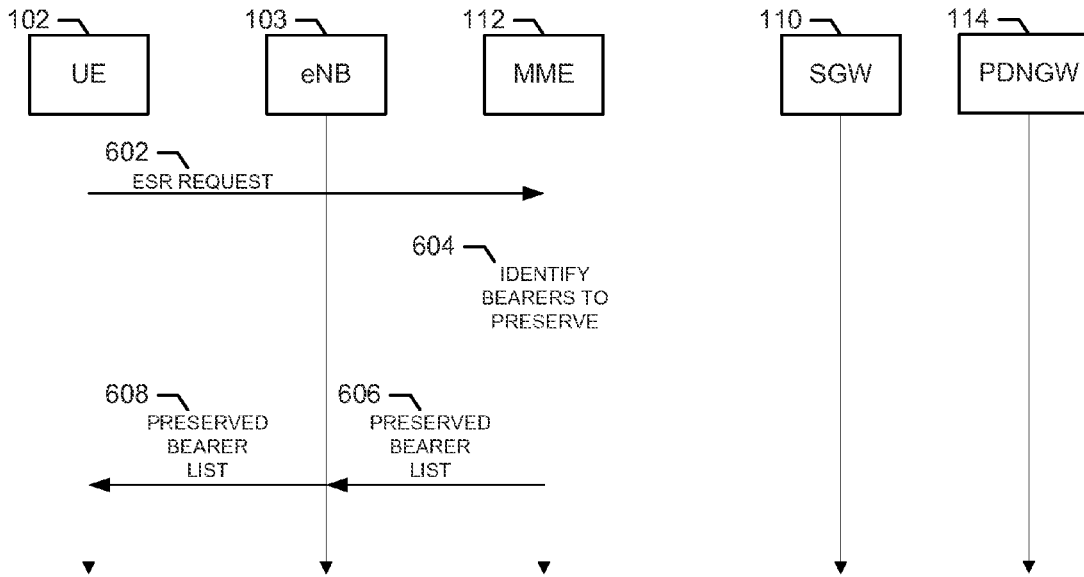 102
103
112
110
114
UE
eNB
MME
SGW
PDNGW
602
ESR REQUEST
604
IDENTIFY
BEARERS TO
PRESERVE
608
PRESERVED
BEARER
LIST
606
PRESERVED
BEARER
LIST